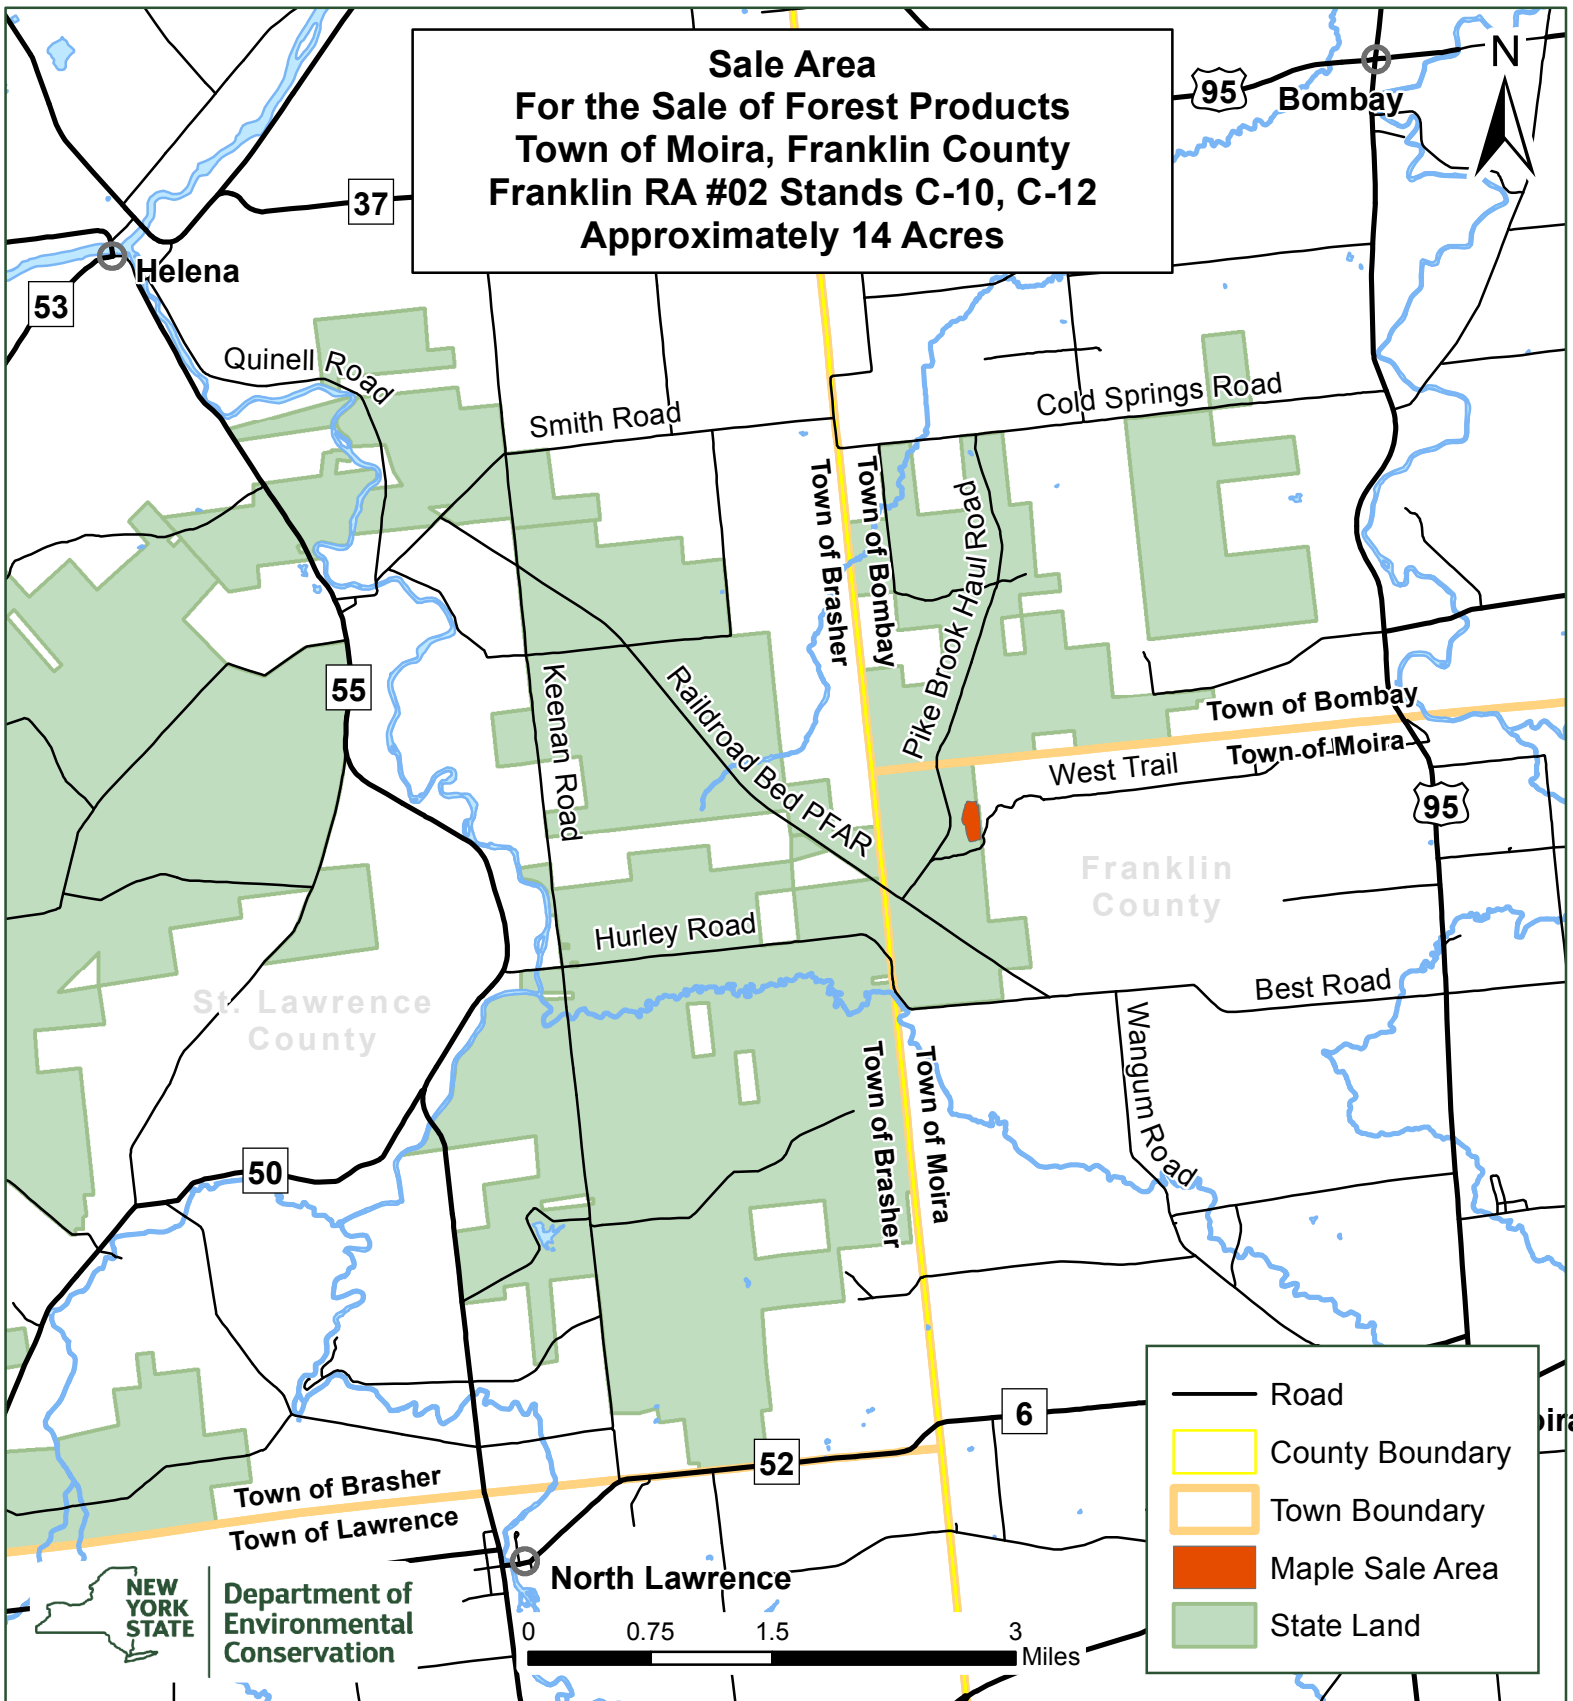 Sale Area
For the Sale of Forest Products
Town of Moira, Franklin County
Franklin RA #02 Stands C-10, C-12
Approximately 14 Acres
95
Bombay
N
37
Helena
53
Quinell Road
Smith Road
Cold Springs Road
Town of Brasher
Town of Bombay
Pike Brook Haul Road
55
Keenan Road
Raildroad Bed PFAR
Town of Bombay
Town of Moira
West Trail
95
Franklin
County
Hurley Road
Best Road
St. Lawrence
County
Town of Brasher
Town of Moira
Wangum Road
50
6
52
Town of Brasher
Town of Lawrence
North Lawrence
Road
County Boundary
Town Boundary
Maple Sale Area
State Land
NEW
YORK
STATE
Department of
Environmental
Conservation
0 0.75 1.5 3
Miles